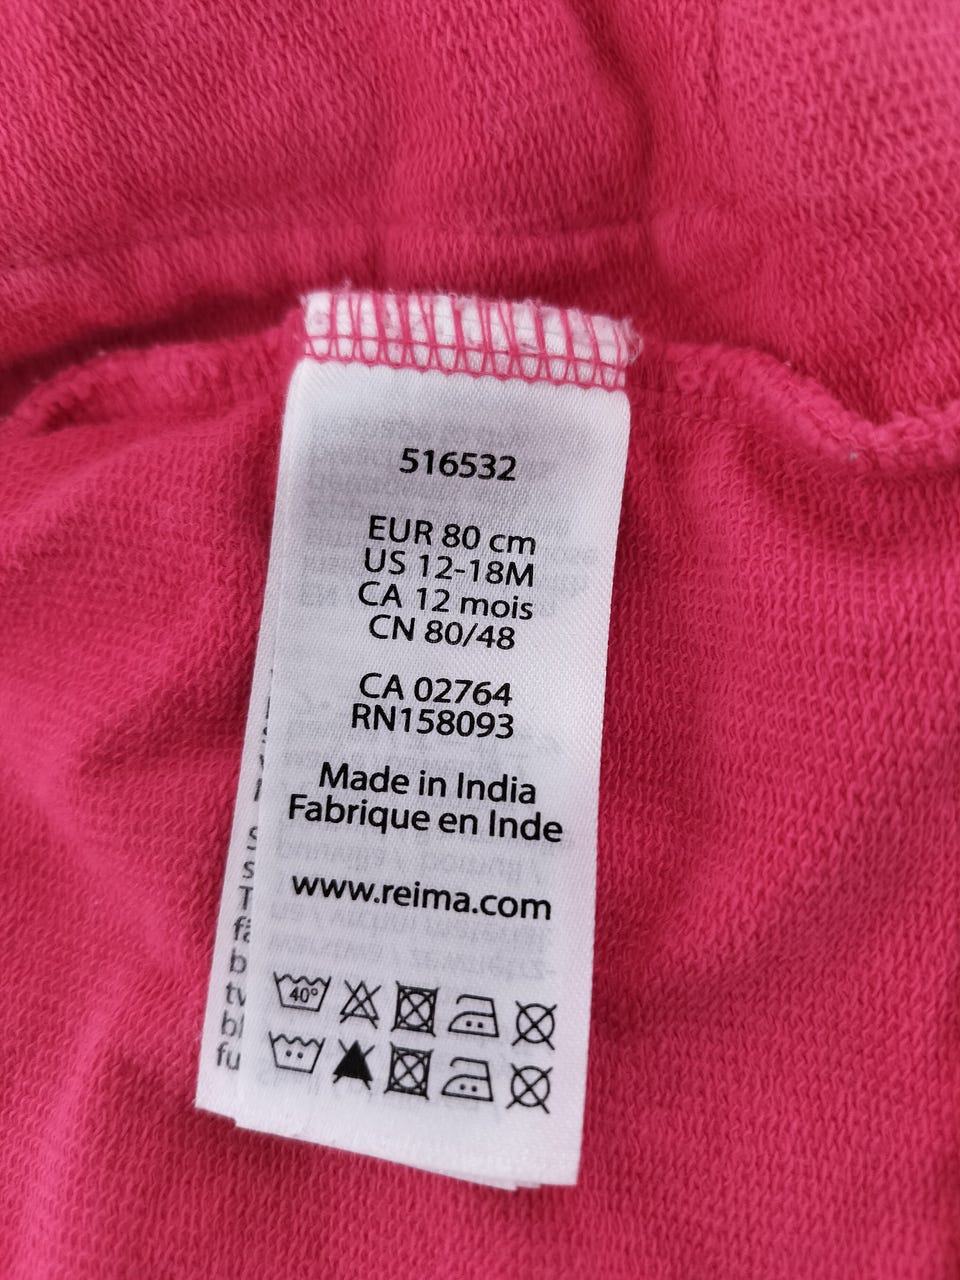 516532
EUR 80 cm
US 12-18M
CA 12 mois
CN 80/48
CA 02764
RN158093
Made in India
Fabrique en Inde
www.reima.com
40°